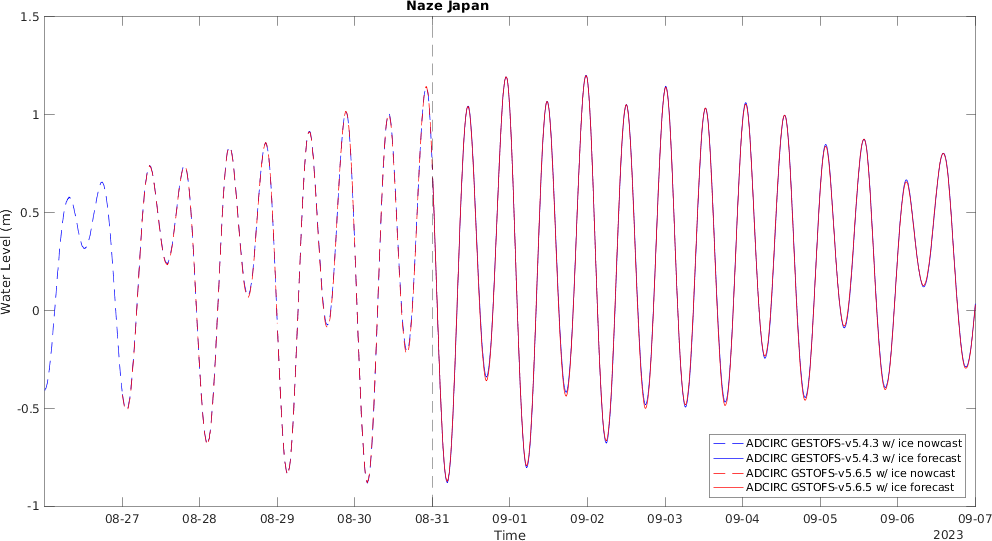 Naze Japan
1.5
1
0.5
0
-0.5
-1
Water Level (m)
08-27 08-28 08-29 08-30 08-31 09-01 09-02 09-03 09-04 09-05 09-06 09-07
Time
2023
ADCIRC GESTOFS-v5.4.3 w/ ice nowcast
ADCIRC GESTOFS-v5.4.3 w/ ice forecast
ADCIRC GSTOFS-v5.6.5 w/ ice nowcast
ADCIRC GSTOFS-v5.6.5 w/ ice forecast